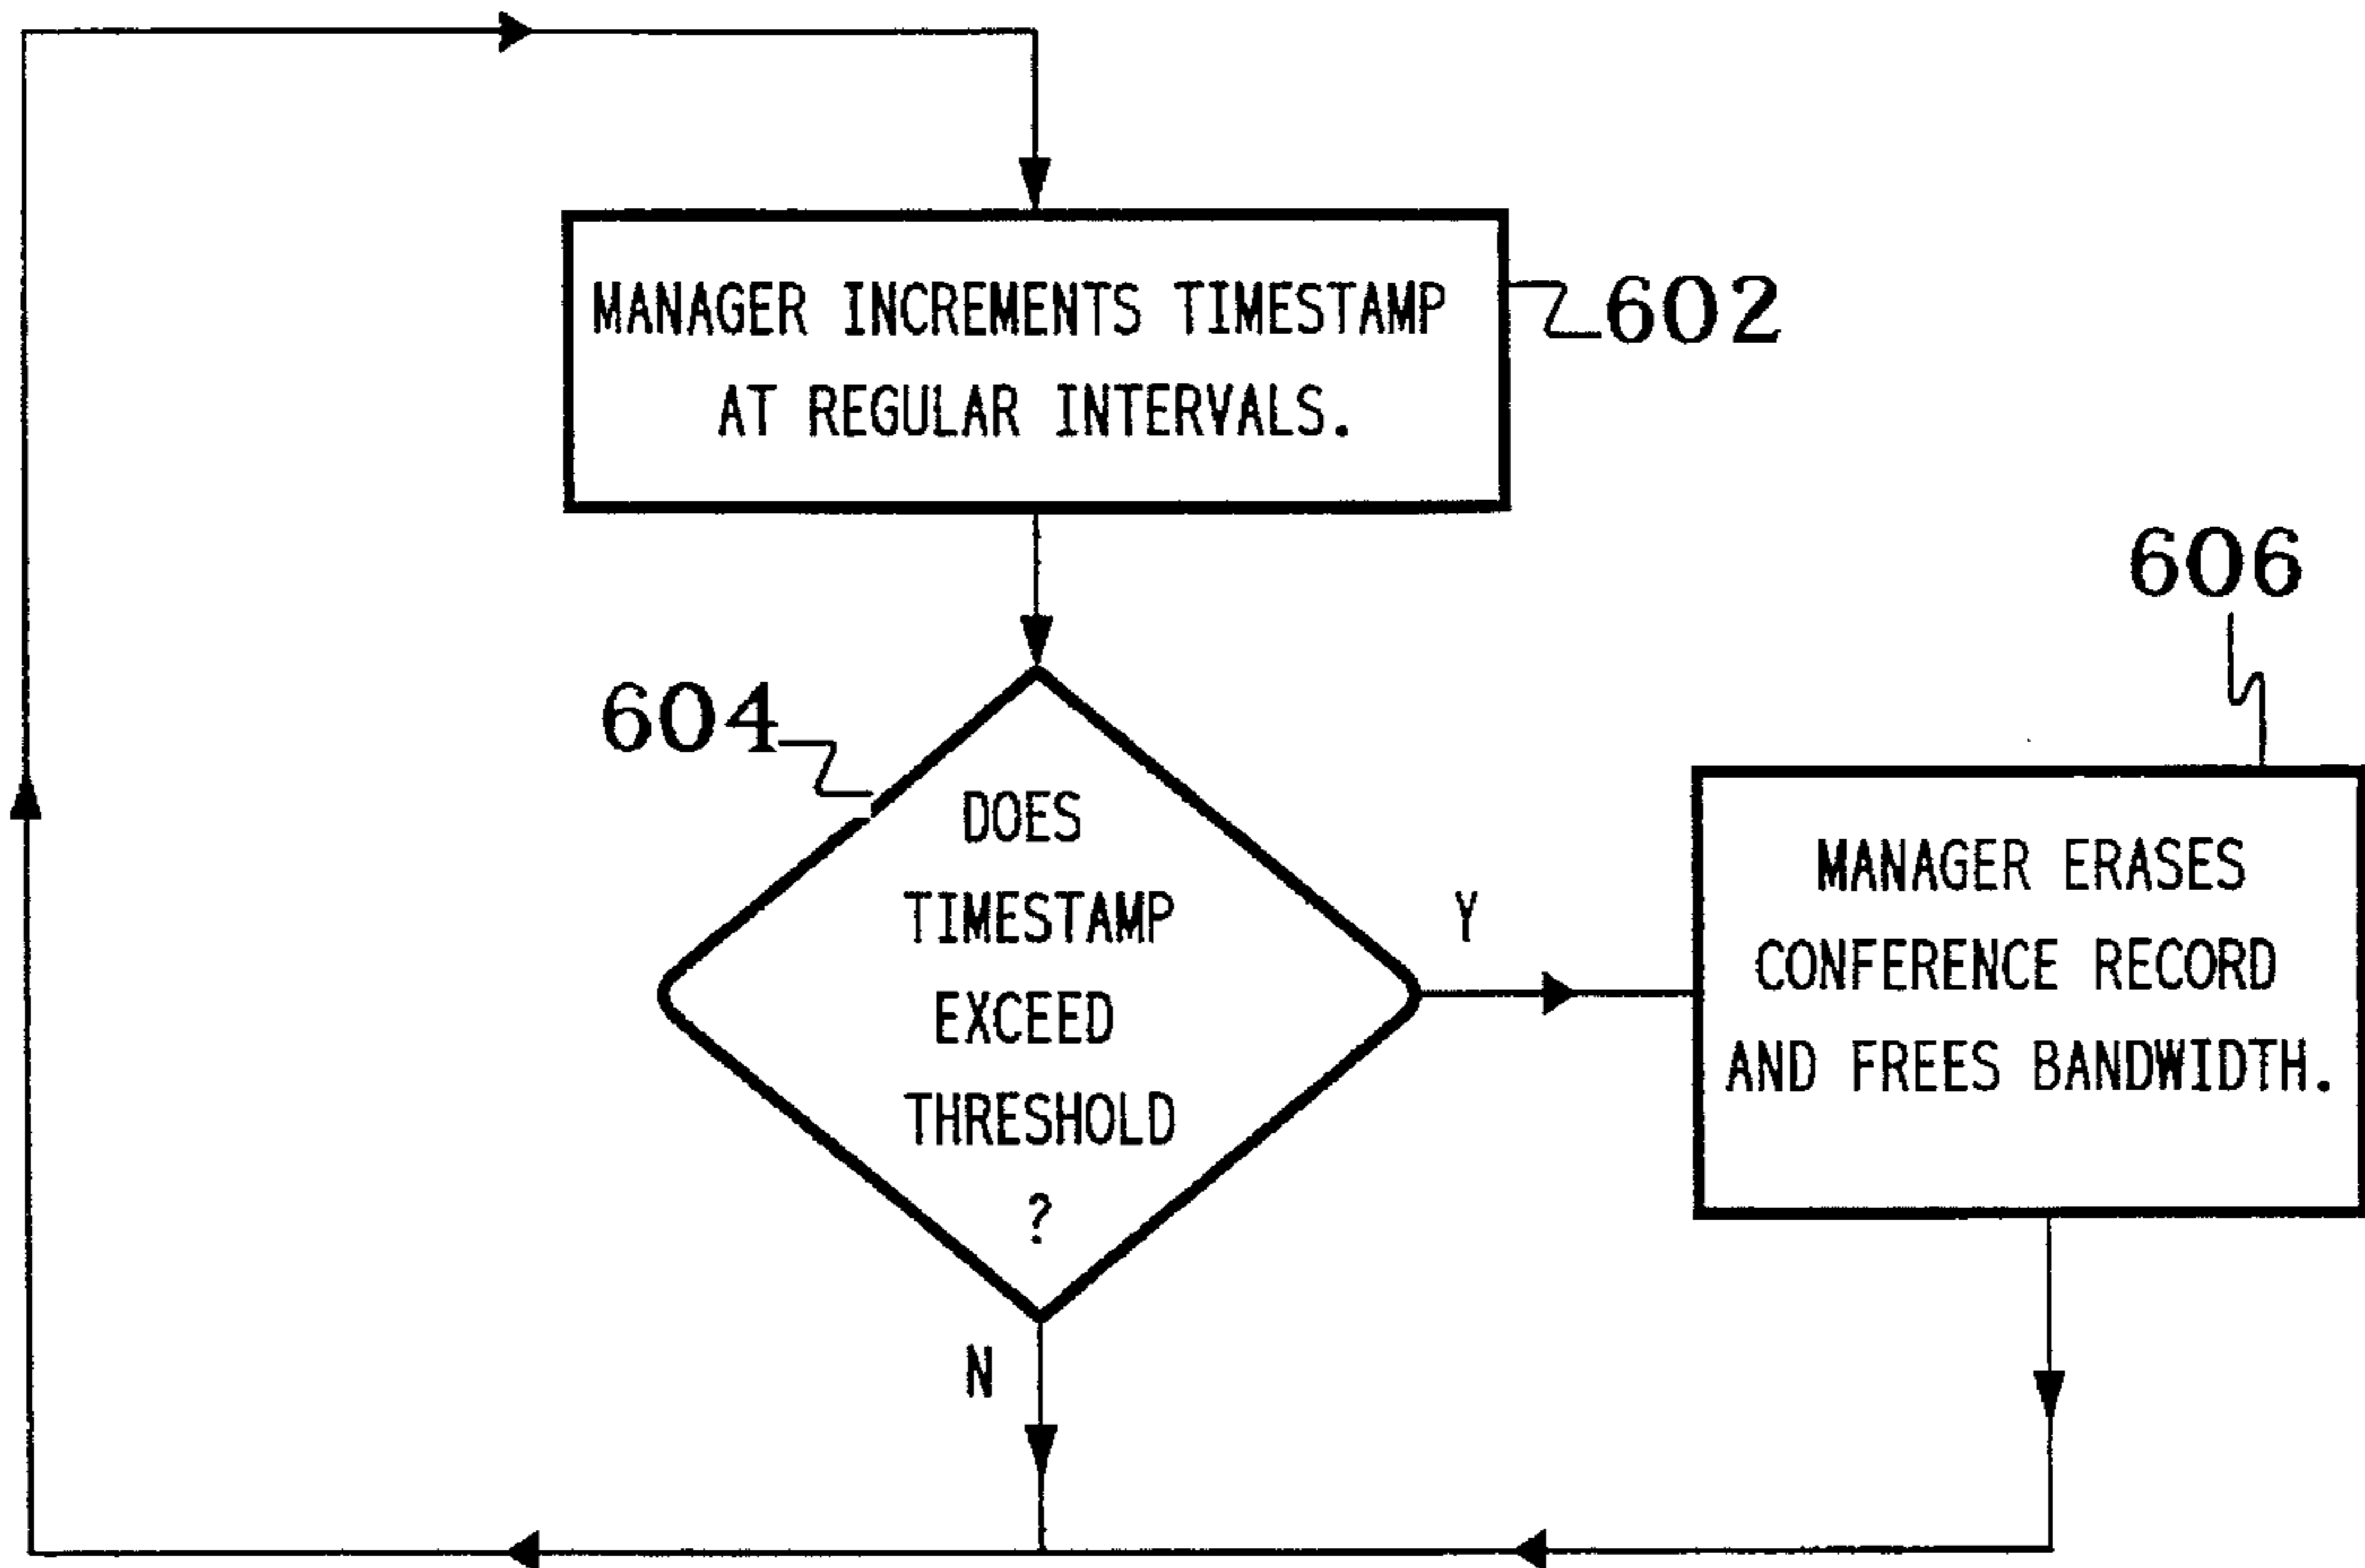 MANAGER INCREMENTS TIMESTAMP
AT REGULAR INTERVALS.
602
604
DOES
TIMESTAMP
EXCEED
THRESHOLD
?
Y
N
606
MANAGER ERASES
CONFERENCE RECORD
AND FREES BANDWIDTH.